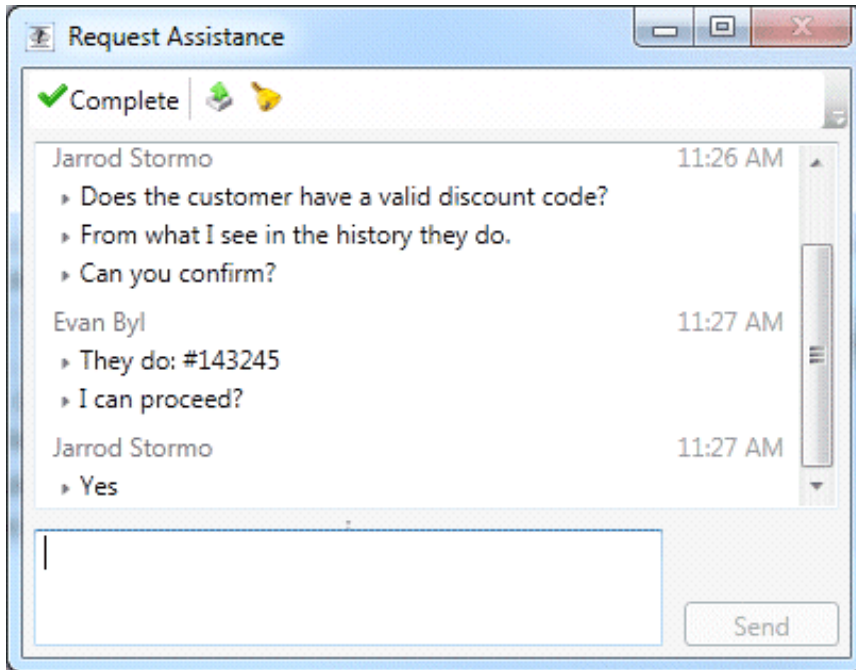 Request Assistance
Complete
Jarrod Stormo 11:26 AM
Does the customer have a valid discount code?
From what I see in the history they do.
Can you confirm?
Evan Byl 11:27 AM
They do: #143245
I can proceed?
Jarrod Stormo 11:27 AM
Yes
Send